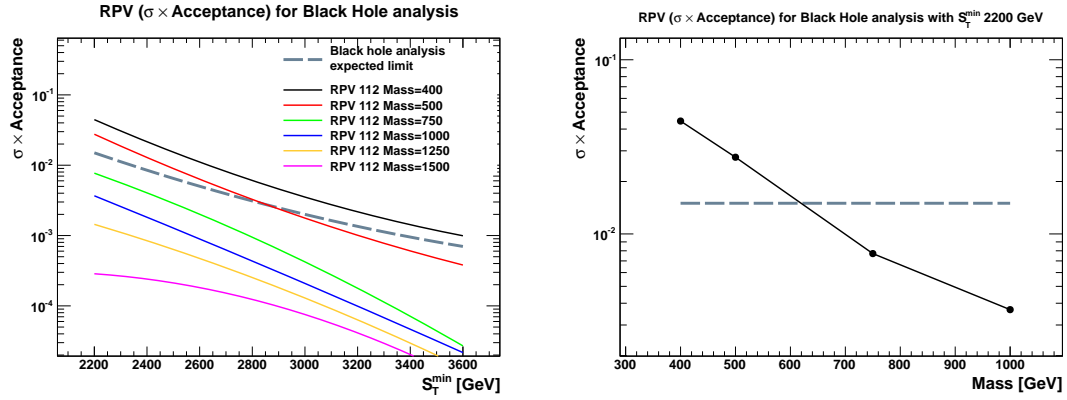 RPV (σ × Acceptance) for Black Hole analysis
σ × Acceptance
10⁻¹
10⁻²
10⁻³
10⁻⁴
Black hole analysis
expected limit
RPV 112 Mass=400
RPV 112 Mass=500
RPV 112 Mass=750
RPV 112 Mass=1000
RPV 112 Mass=1250
RPV 112 Mass=1500
2200 2400 2600 2800 3000 3200 3400 3600
S_T^min [GeV]
RPV (σ × Acceptance) for Black Hole analysis with S_T^min 2200 GeV
σ × Acceptance
10⁻¹
10⁻²
300 400 500 600 700 800 900 1000
Mass [GeV]